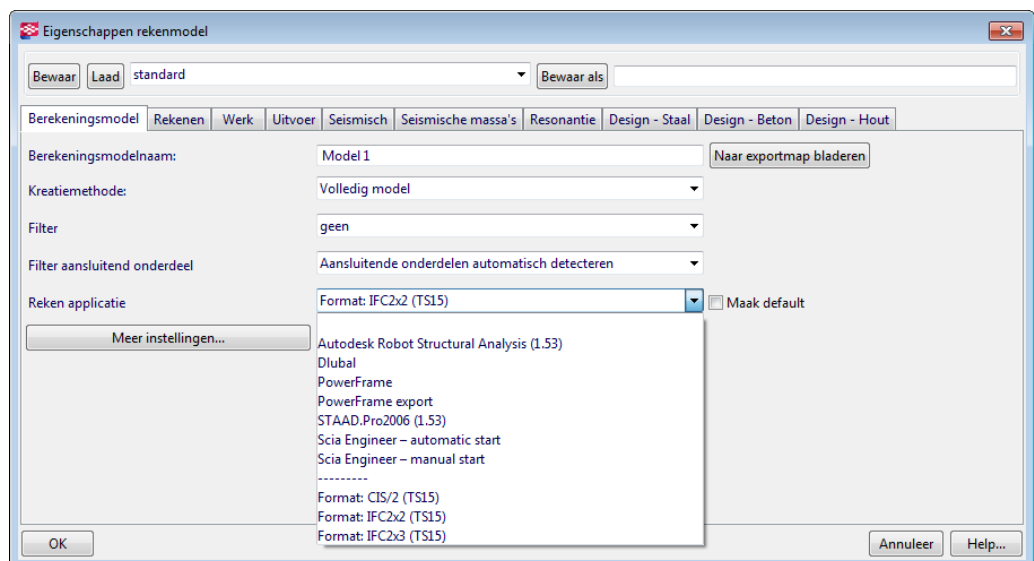 Eigenschappen rekenmodel
Bewaar Laad standard Bewaar als
Berekeningsmodel Rekenen Werk Uitvoer Seismisch Seismische massa's Resonantie Design - Staal Design - Beton Design - Hout
Berekeningsmodelnaam: Model 1 Naar exportmap bladeren
Kreatiemethode: Volledig model
Filter geen
Filter aansluitend onderdeel Aansluitende onderdelen automatisch detecteren
Reken applicatie Format: IFC2x2 (TS15) Maak default
Meer instellingen...
Autodesk Robot Structural Analysis (1.53)
Dlubal
PowerFrame
PowerFrame export
STAAD.Pro2006 (1.53)
Scia Engineer – automatic start
Scia Engineer – manual start
---------
Format: CIS/2 (TS15)
Format: IFC2x2 (TS15)
Format: IFC2x3 (TS15)
OK Annuleer Help...